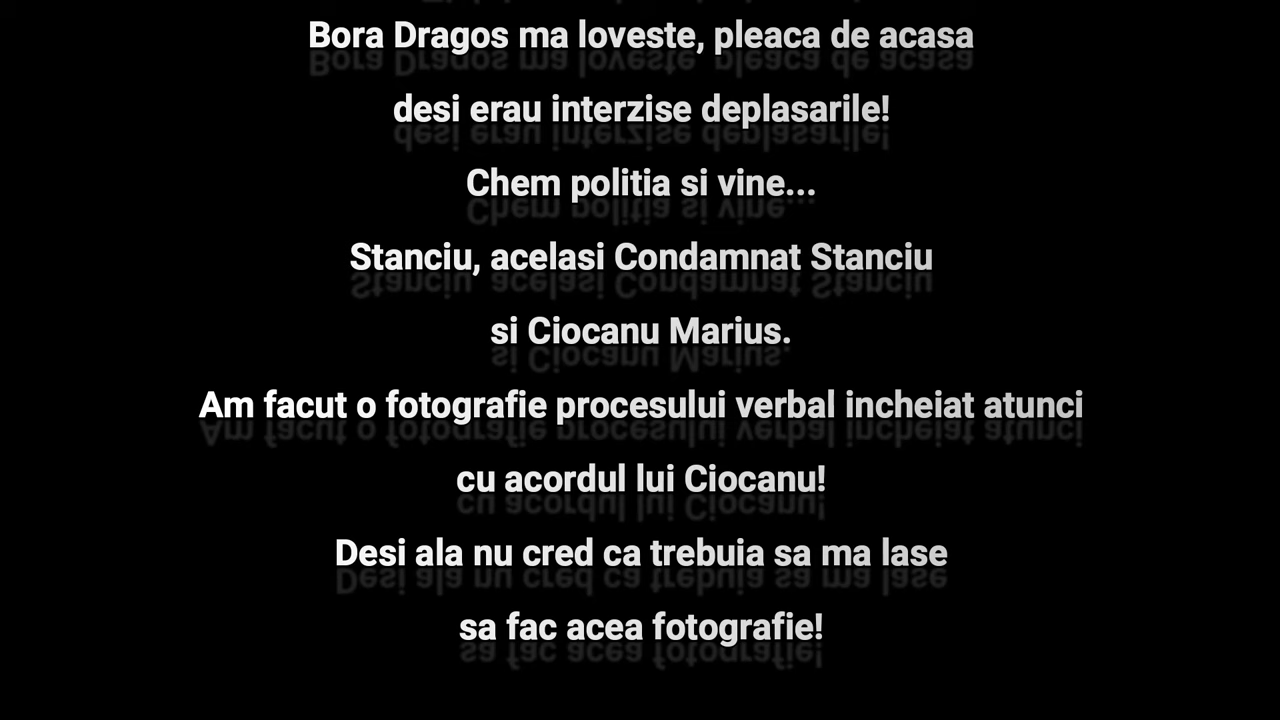 Bora Dragos ma loveste, pleaca de acasa
desi erau interzise deplasarile!
Chem politia si vine...
Stanciu, acelasi Condamnat Stanciu
si Ciocanu Marius.
Am facut o fotografie procesului verbal incheiat atunci
cu acordul lui Ciocanu!
Desi ala nu cred ca trebuia sa ma lase
sa fac acea fotografie!